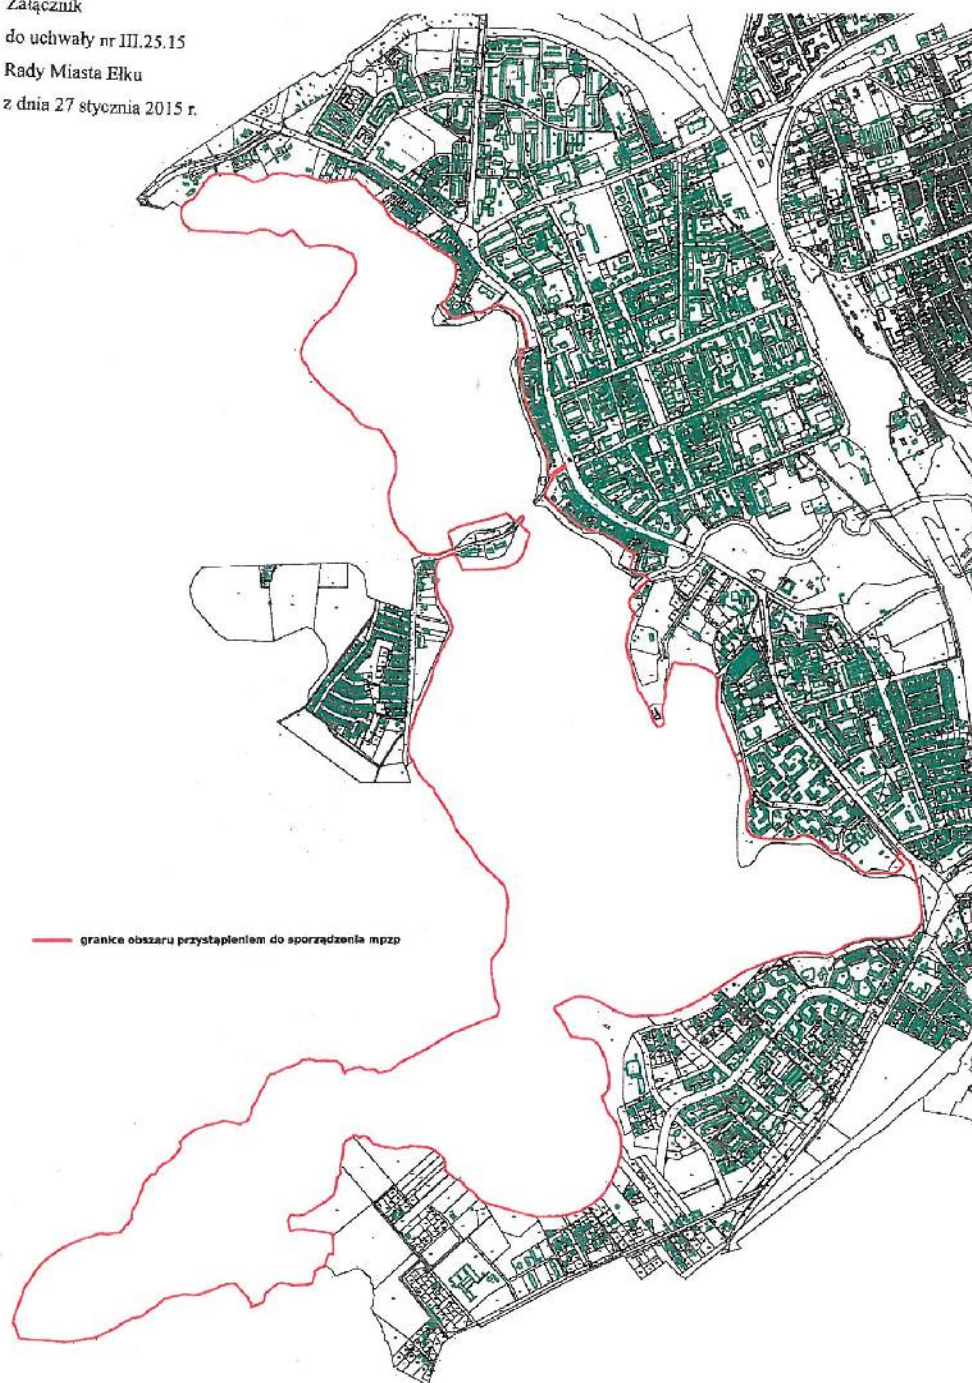 Załącznik
do uchwały nr III.25.15
Rady Miasta Ełku
z dnia 27 stycznia 2015 r.
granice obszaru przystąpieniem do sporządzenia mpzp